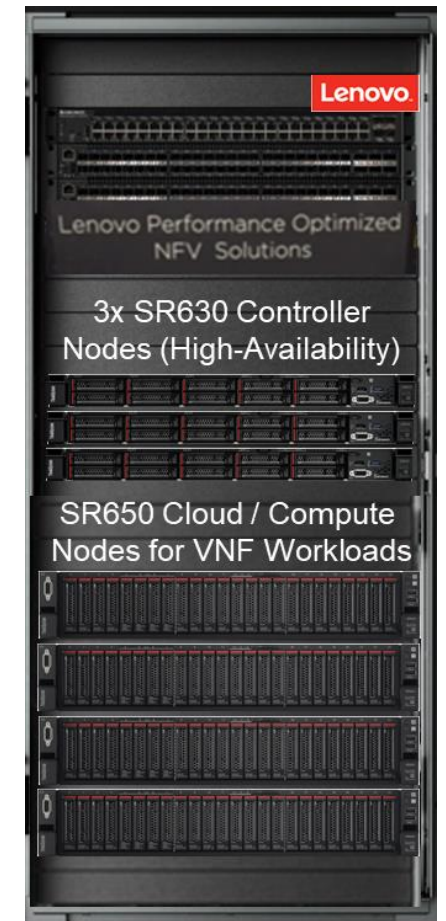 Lenovo.
Lenovo Performance Optimized
NFV Solutions
3x SR630 Controller
Nodes (High-Availability)
SR650 Cloud / Compute
Nodes for VNF Workloads